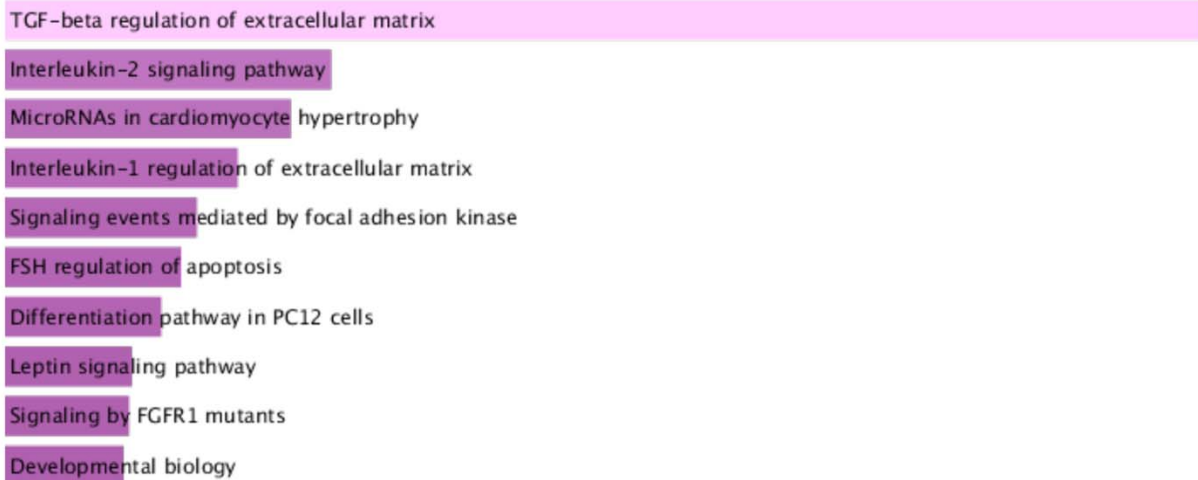 TGF-beta regulation of extracellular matrix
Interleukin-2 signaling pathway
MicroRNAs in cardiomyocyte hypertrophy
Interleukin-1 regulation of extracellular matrix
Signaling events mediated by focal adhesion kinase
FSH regulation of apoptosis
Differentiation pathway in PC12 cells
Leptin signaling pathway
Signaling by FGFR1 mutants
Developmental biology